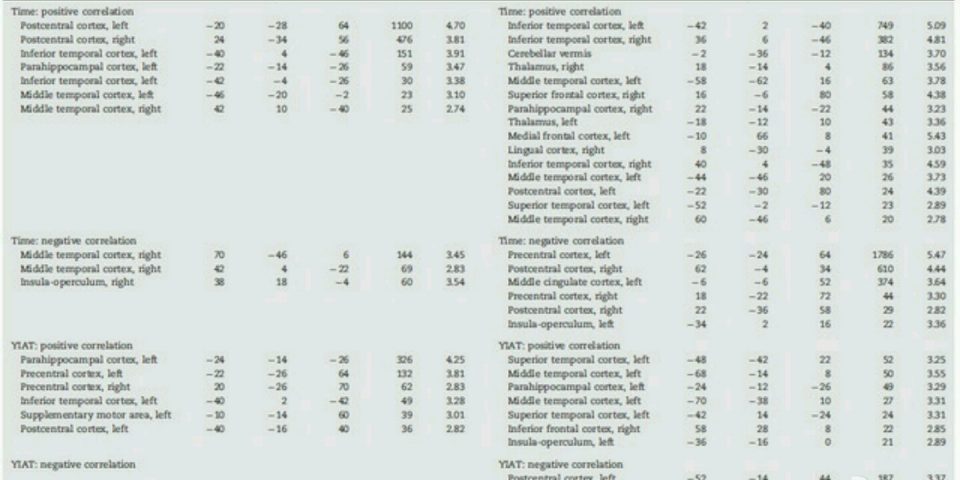 Time: positive correlation
Postcentral cortex, left −20 −28 64 1100 4.70
Postcentral cortex, right 24 −34 56 476 3.81
Inferior temporal cortex, left −40 4 −46 151 3.91
Parahippocampal cortex, left −22 −14 −26 59 3.47
Inferior temporal cortex, left −42 −4 −26 30 3.38
Middle temporal cortex, left −46 −20 −2 23 3.10
Middle temporal cortex, right 42 10 −40 25 2.74
Time: negative correlation
Middle temporal cortex, right 70 −46 6 144 3.45
Middle temporal cortex, right 42 4 −22 69 2.83
Insula-operculum, right 38 18 −4 60 3.54
YIAT: positive correlation
Parahippocampal cortex, left −24 −14 −26 326 4.25
Precentral cortex, left −22 −26 64 132 3.81
Precentral cortex, right 20 −26 70 62 2.83
Inferior temporal cortex, left −40 2 −42 49 3.28
Supplementary motor area, left −10 −14 60 39 3.01
Postcentral cortex, left −40 −16 40 36 2.82
YIAT: negative correlation
Time: positive correlation
Inferior temporal cortex, left −42 2 −40 749 5.09
Inferior temporal cortex, right 36 6 −46 382 4.81
Cerebellar vermis −2 −36 −12 134 3.70
Thalamus, right 18 −14 4 86 3.56
Middle temporal cortex, left −58 −62 16 63 3.78
Superior frontal cortex, right 16 −6 80 58 4.38
Parahippocampal cortex, right 22 −14 −22 44 3.23
Thalamus, left −18 −12 10 43 3.36
Medial frontal cortex, left −10 66 8 41 5.43
Lingual cortex, right 8 −30 −4 39 3.03
Inferior temporal cortex, right 40 4 −48 35 4.59
Middle temporal cortex, left −44 −46 20 26 3.73
Postcentral cortex, left −22 −30 80 24 4.39
Superior temporal cortex, left −52 −2 −12 23 2.89
Middle temporal cortex, right 60 −46 6 20 2.78
Time: negative correlation
Precentral cortex, left −26 −24 64 1786 5.47
Postcentral cortex, right 62 −4 34 610 4.44
Middle cingulate cortex, left −6 −6 52 374 3.64
Precentral cortex, right 18 −22 72 44 3.30
Postcentral cortex, right 22 −36 58 29 2.82
Insula-operculum, left −34 2 16 22 3.36
YIAT: positive correlation
Superior temporal cortex, left −48 −42 22 52 3.25
Middle temporal cortex, left −68 −14 8 50 3.55
Parahippocampal cortex, left −24 −12 −26 49 3.29
Middle temporal cortex, left −70 −38 10 27 3.31
Superior temporal cortex, left −42 14 −24 24 3.31
Inferior frontal cortex, right 58 28 8 22 2.85
Insula-operculum, left −36 −16 0 21 2.89
YIAT: negative correlation
Postcentral cortex, left −52 −14 44 187 3.37